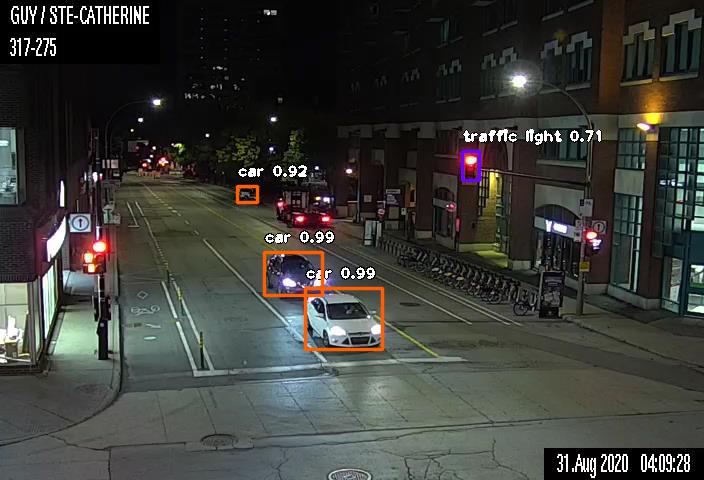 GUY / STE-CATHERINE
317-275
traffic light 0.71
car 0.92
car 0.99
car 0.99
31.Aug 2020 04:09:28